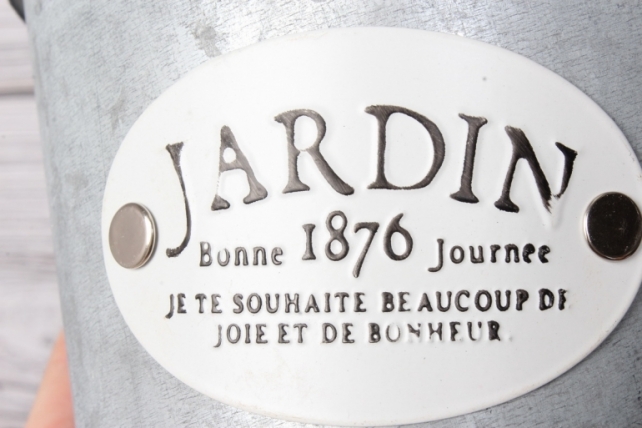 JARDIN
Bonne 1876 Journee
JE TE SOUHAITE BEAUCOUP DE
JOIE ET DE BONHEUR.